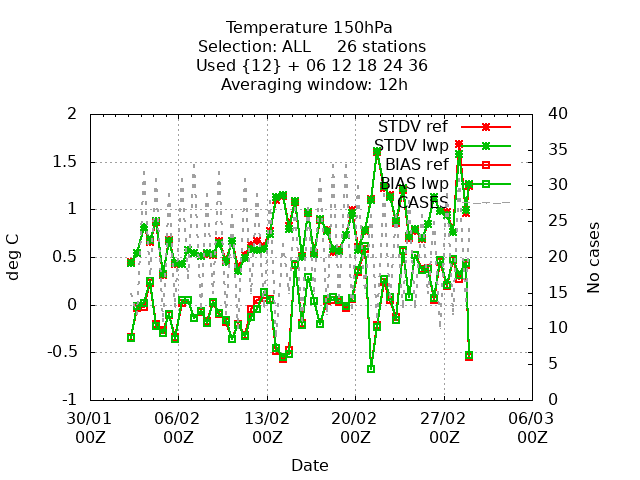 Temperature 150hPa
Selection: ALL 26 stations
Used {12} + 06 12 18 24 36
Averaging window: 12h
2
1.5
1
0.5
0
-0.5
-1
deg C
40
35
30
25
20
15
10
5
0
No cases
STDV ref
STDV lwp
BIAS ref
BIAS lwp
CASES
30/01 06/02 13/02 20/02 27/02 06/03
00Z 00Z 00Z 00Z 00Z 00Z
Date